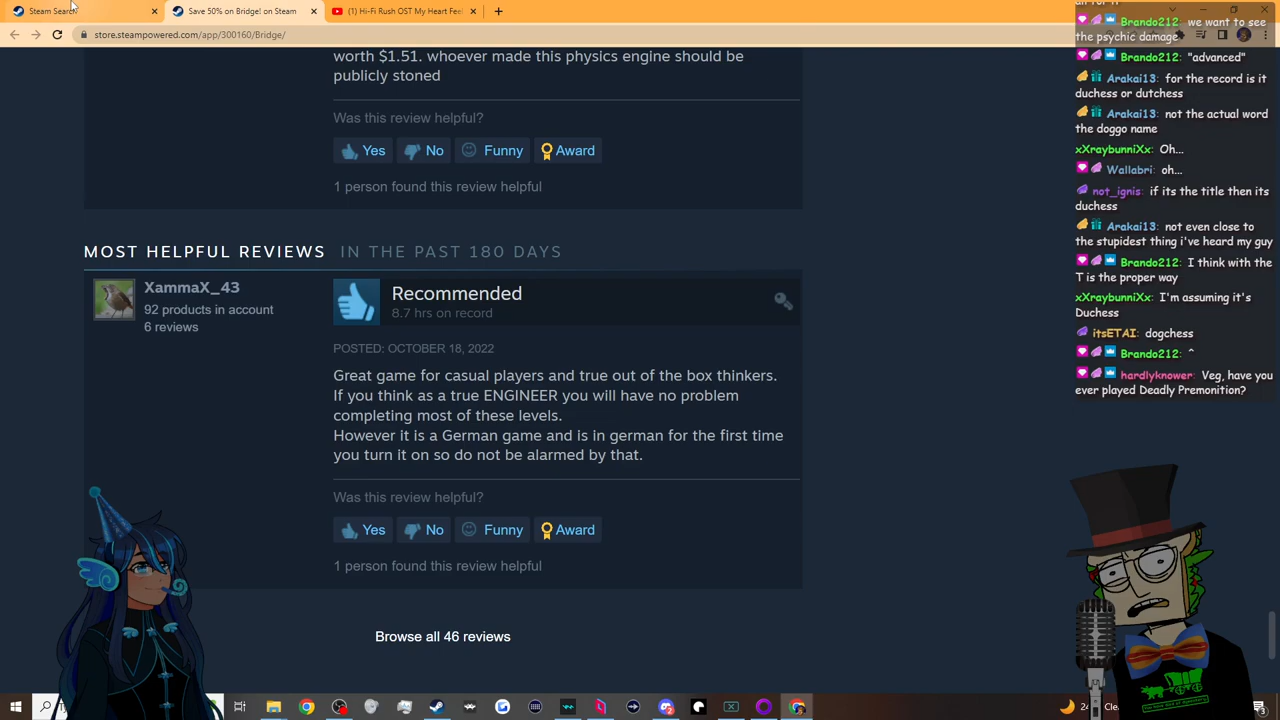 Steam Search
Save 50% on Bridge! on Steam
(1) Hi-Fi Rush OST My Heart Feel
store.steampowered.com/app/300160/Bridge/
worth $1.51. whoever made this physics engine should be
publicly stoned
Was this review helpful?
Yes
No
Funny
Award
1 person found this review helpful
MOST HELPFUL REVIEWS IN THE PAST 180 DAYS
XammaX_43
92 products in account
6 reviews
Recommended
8.7 hrs on record
POSTED: OCTOBER 18, 2022
Great game for casual players and true out of the box thinkers.
If you think as a true ENGINEER you will have no problem
completing most of these levels.
However it is a German game and is in german for the first time
you turn it on so do not be alarmed by that.
Was this review helpful?
Yes
No
Funny
Award
1 person found this review helpful
Browse all 46 reviews
Brando212: we want to see
the psychic damage
Brando212: "advanced"
Arakai13: for the record is it
duchess or dutchess
Arakai13: not the actual word
the doggo name
xXraybunniXx: Oh...
Wallabri: oh...
not_ignis: if its the title then its
duchess
Arakai13: not even close to
the stupidest thing i've heard my guy
Brando212: I think with the
T is the proper way
xXraybunniXx: I'm assuming it's
Duchess
itsETAI: dogchess
Brando212: ^
hardlyknower: Veg, have you
ever played Deadly Premonition?